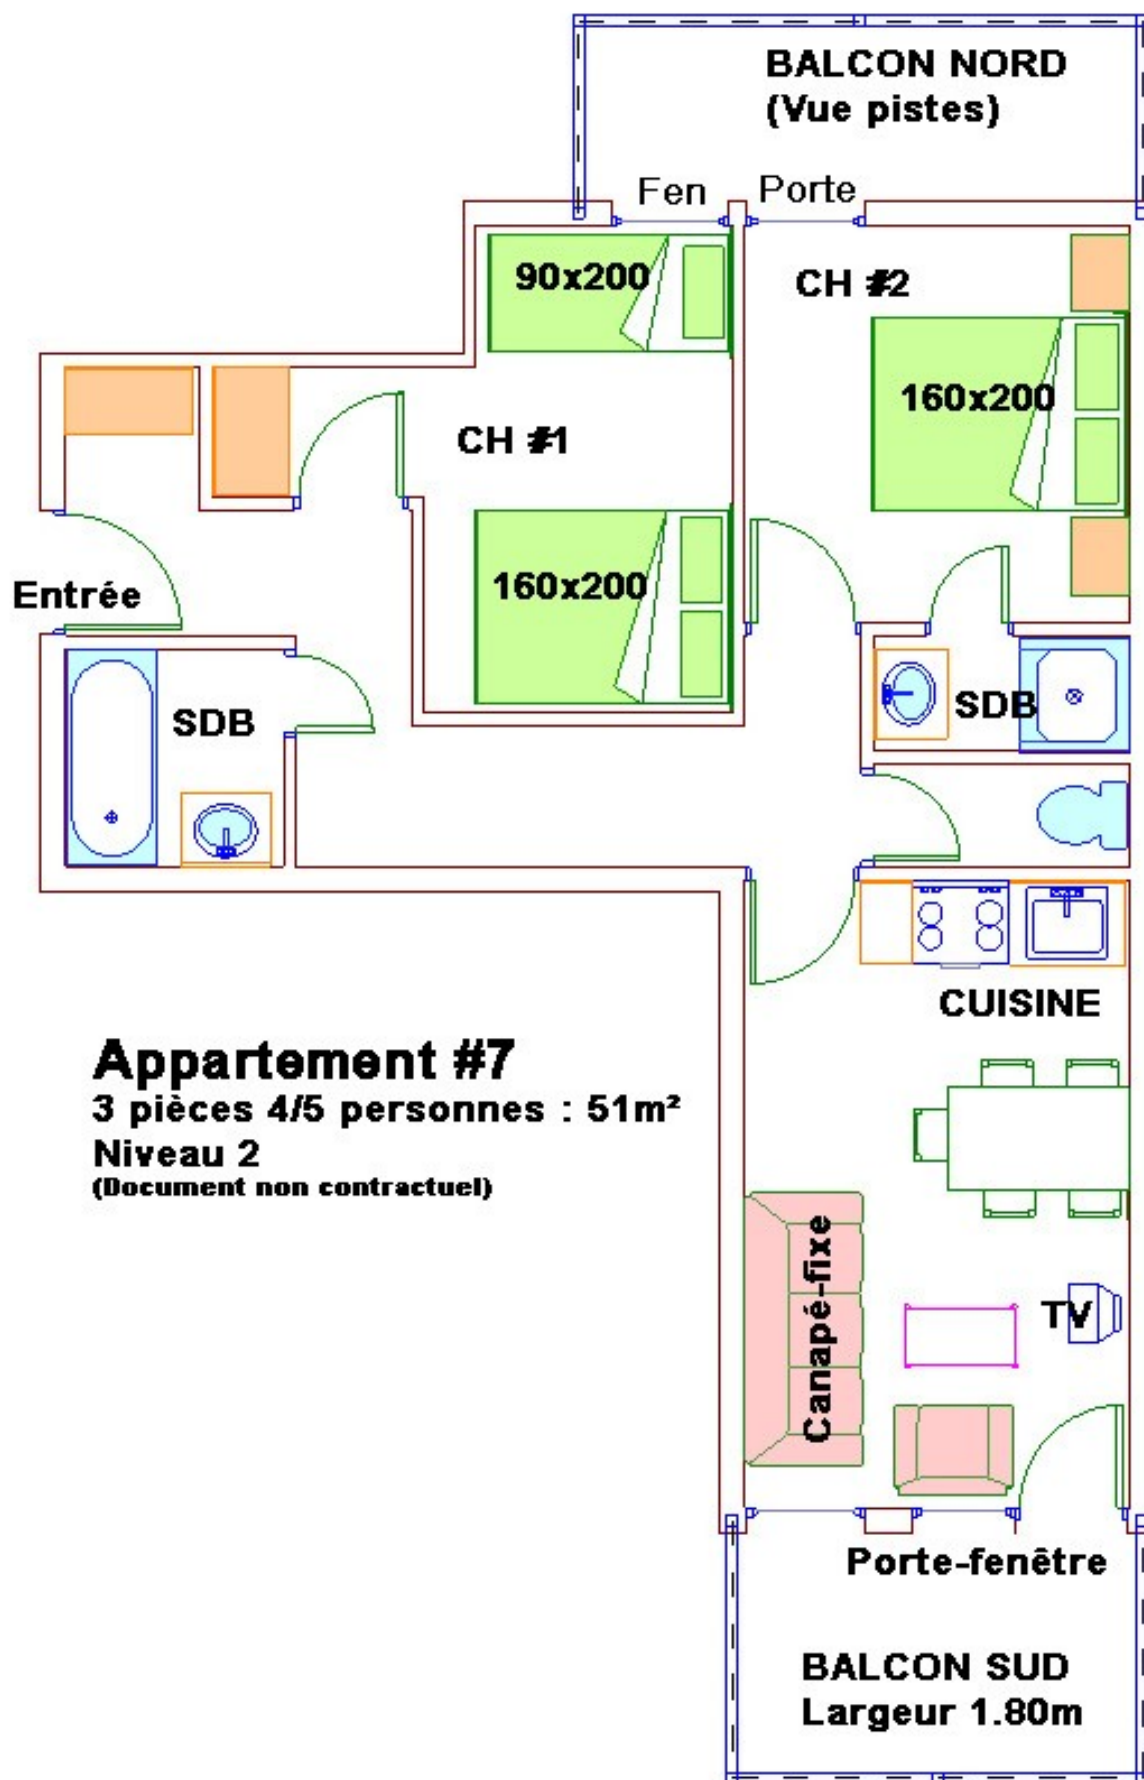 BALCON NORD
(Vue pistes)
Fen
Porte
90x200
CH #2
160x200
CH #1
160x200
Entrée
SDB
SDB
CUISINE
Appartement #7
3 pièces 4/5 personnes : 51m²
Niveau 2
(Document non contractuel)
Canapé-fixe
TV
Porte-fenêtre
BALCON SUD
Largeur 1.80m